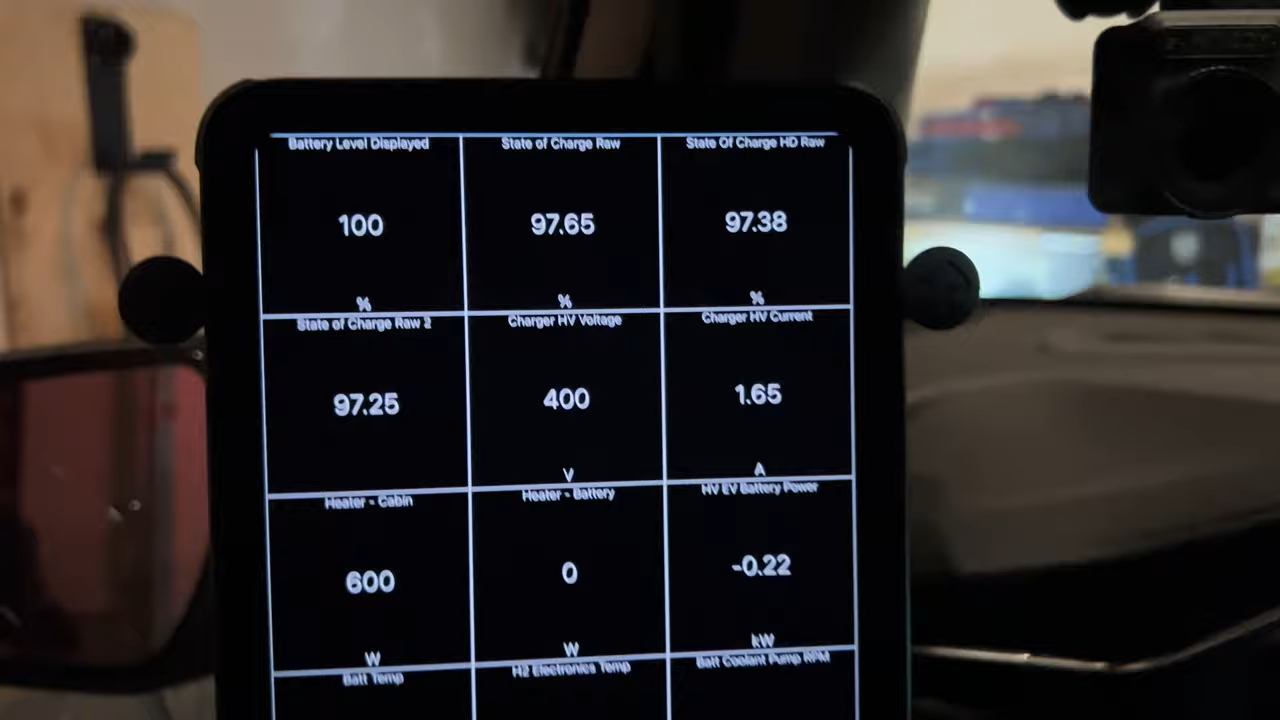 Battery Level Displayed
State of Charge Raw
State Of Charge HD Raw
100
97.65
97.38
%
%
%
State of Charge Raw 2
Charger HV Voltage
Charger HV Current
97.25
400
1.65
V
A
Heater - Cabin
Heater - Battery
HV EV Battery Power
600
0
-0.22
W
W
kW
Batt Temp
H2 Electronics Temp
Batt Coolant Pump RPM